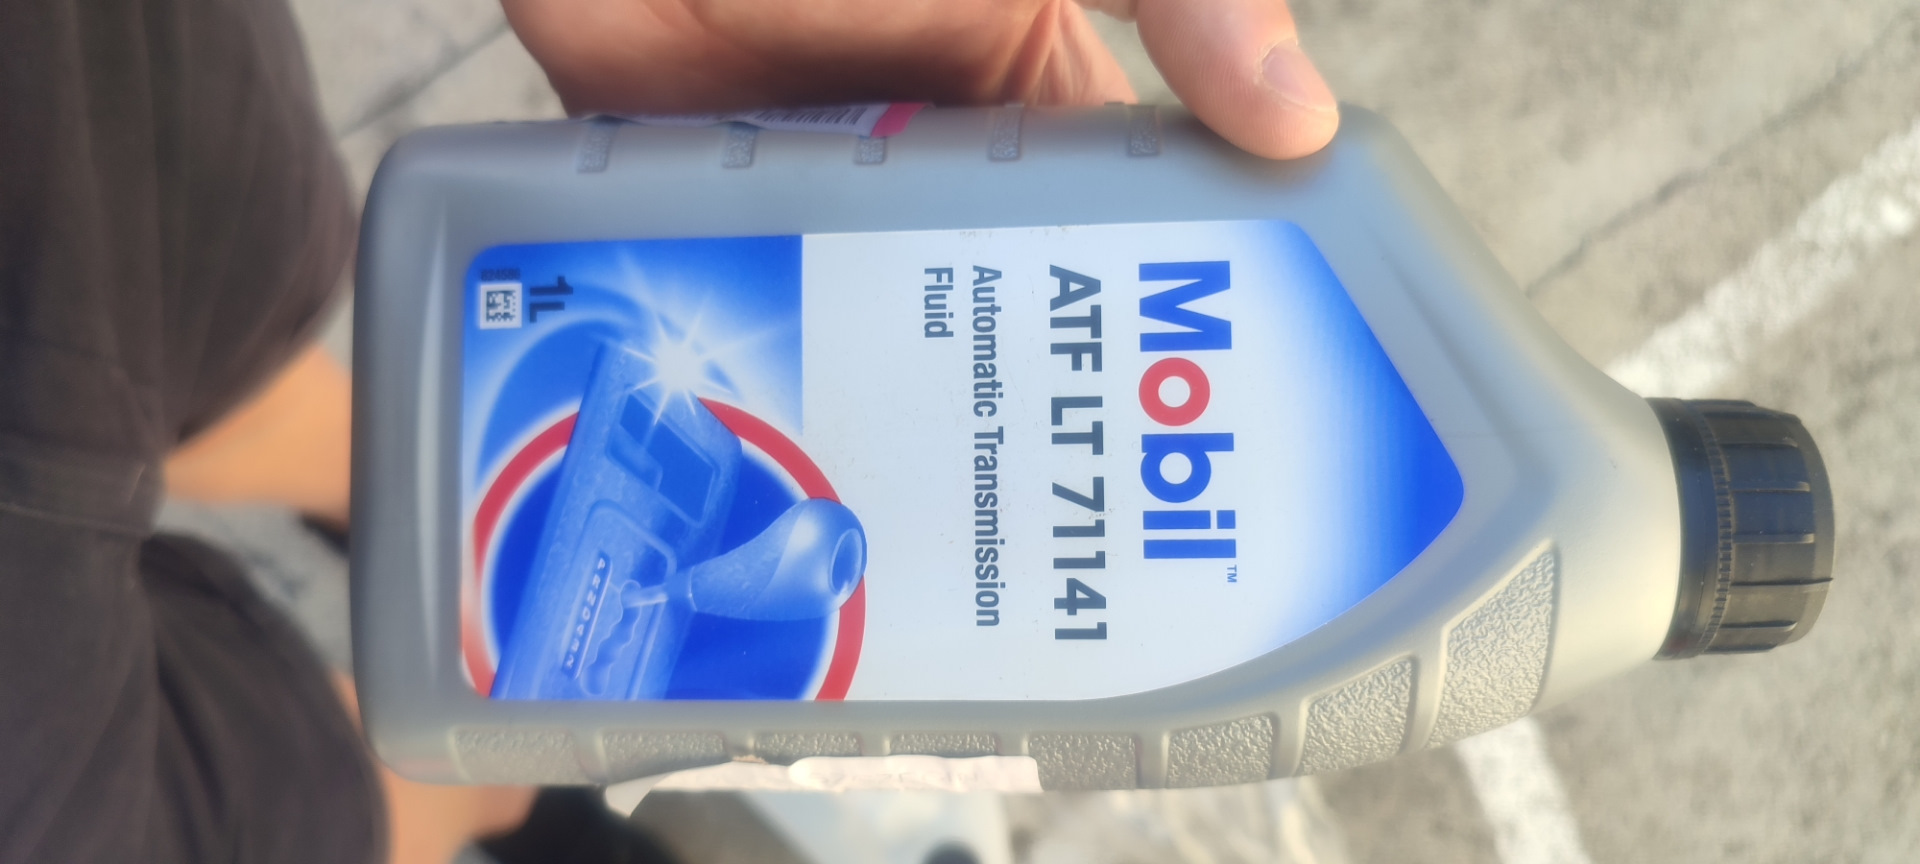 Mobil™
ATF LT 71141
Automatic Transmission
Fluid
1L